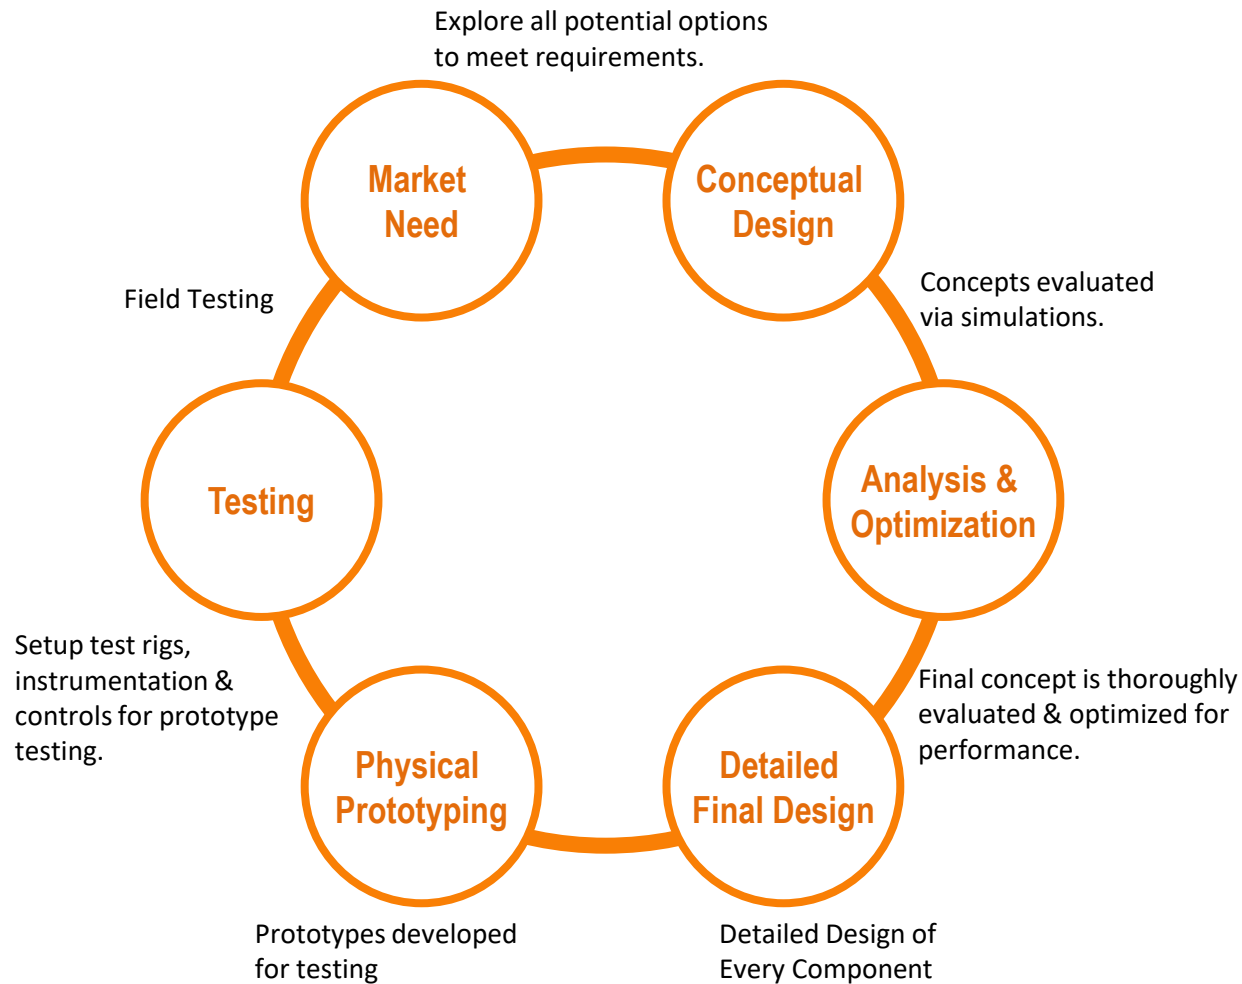 Explore all potential options
to meet requirements.
Market
Need
Conceptual
Design
Field Testing
Concepts evaluated
via simulations.
Testing
Analysis &
Optimization
Setup test rigs,
instrumentation &
controls for prototype
testing.
Final concept is thoroughly
evaluated & optimized for
performance.
Physical
Prototyping
Detailed
Final Design
Prototypes developed
for testing
Detailed Design of
Every Component